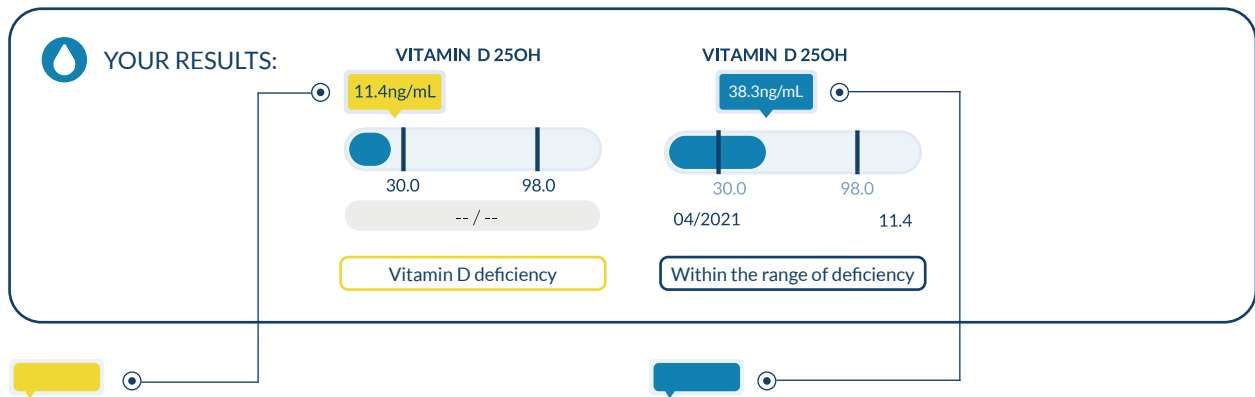 YOUR RESULTS:
VITAMIN D 25OH
11.4ng/mL
30.0
98.0
-- / --
Vitamin D deficiency
VITAMIN D 25OH
38.3ng/mL
30.0
98.0
04/2021
11.4
Within the range of deficiency